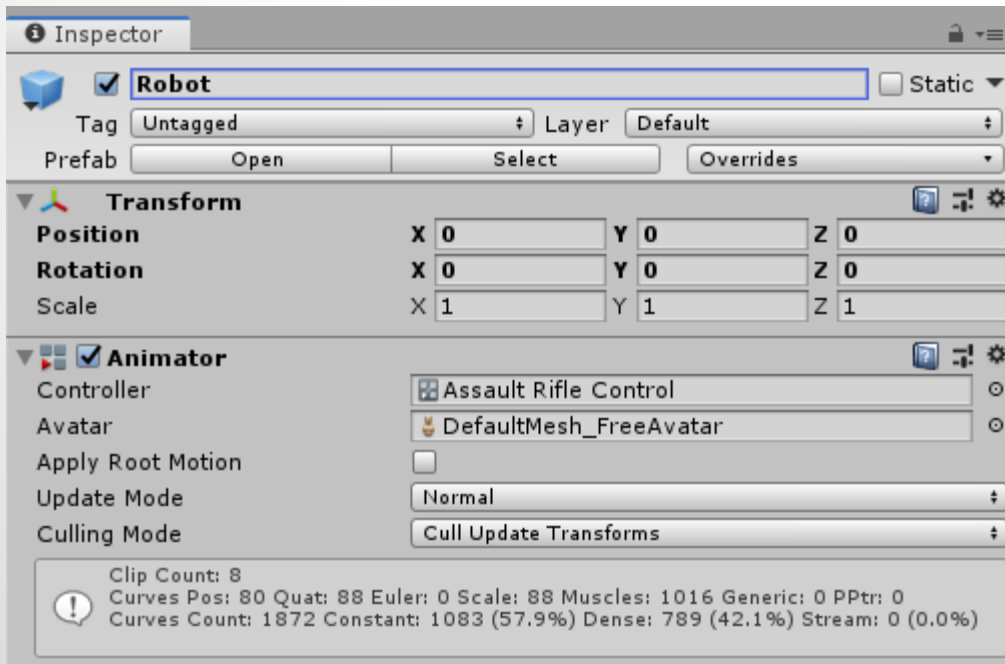 Inspector
Robot Static
Tag Untagged Layer Default
Prefab Open Select Overrides
Transform
Position X 0 Y 0 Z 0
Rotation X 0 Y 0 Z 0
Scale X 1 Y 1 Z 1
Animator
Controller Assault Rifle Control
Avatar DefaultMesh_FreeAvatar
Apply Root Motion
Update Mode Normal
Culling Mode Cull Update Transforms
Clip Count: 8
Curves Pos: 80 Quat: 88 Euler: 0 Scale: 88 Muscles: 1016 Generic: 0 PPtr: 0
Curves Count: 1872 Constant: 1083 (57.9%) Dense: 789 (42.1%) Stream: 0 (0.0%)